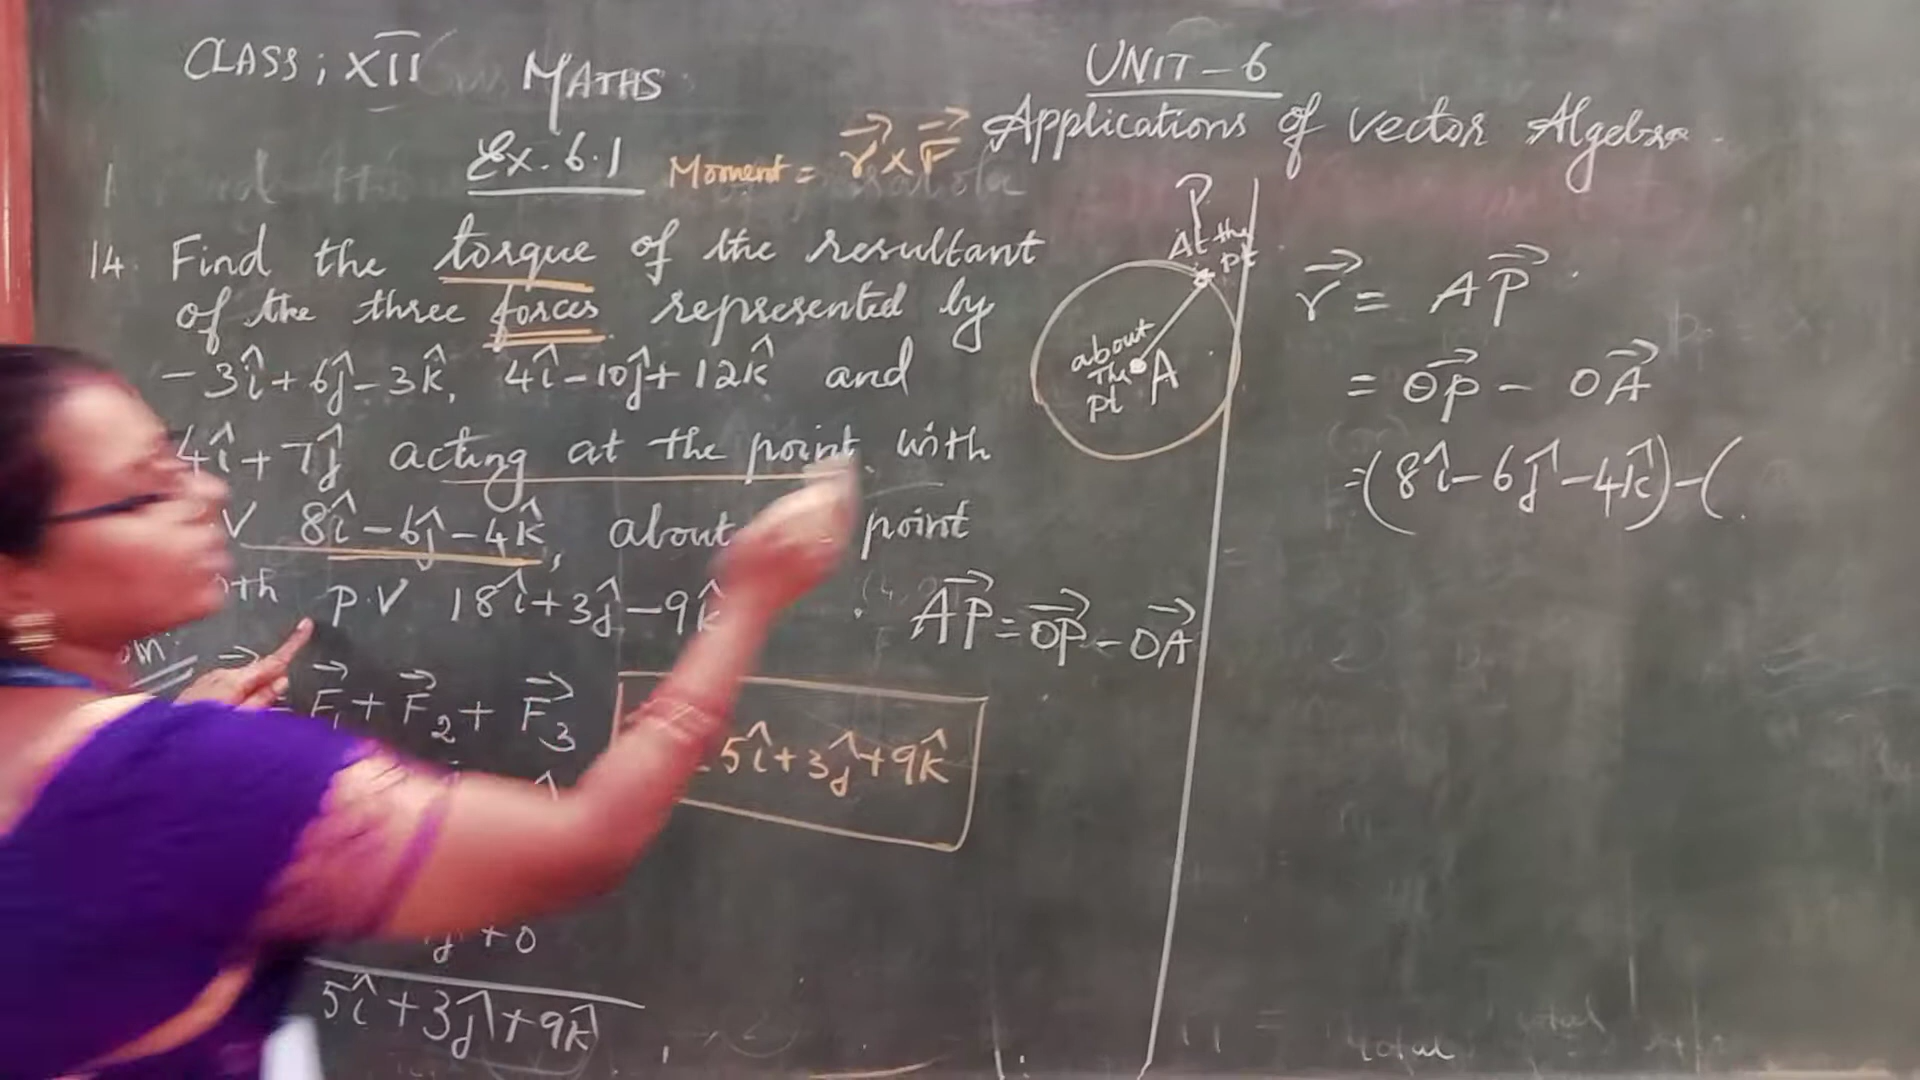 CLASS ; XII MATHS
UNIT - 6
Applications of vector Algebra
Ex. 6.1
Moment = r⃗ × F⃗
14. Find the torque of the resultant
of the three forces represented by
- 3î + 6ĵ - 3k̂, 4î - 10ĵ + 12k̂ and
4î + 7ĵ acting at the point with
V 8î - 6ĵ - 4k̂, about point
p.V 18î + 3ĵ - 9k̂
F⃗₁ + F⃗₂ + F⃗₃
5î + 3ĵ + 9k̂
+ 0
5î + 3ĵ + 9k̂
AP⃗ = OP⃗ - OA⃗
P
At the
pt
about
the
pt
A
r⃗ = AP⃗
= OP⃗ - OA⃗
= (8î - 6ĵ - 4k̂) - (